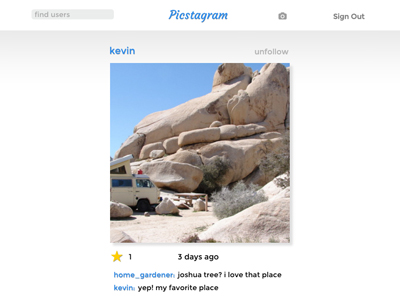 find users
Picstagram
Sign Out
kevin
unfollow
1
3 days ago
home_gardener: joshua tree? i love that place
kevin: yep! my favorite place